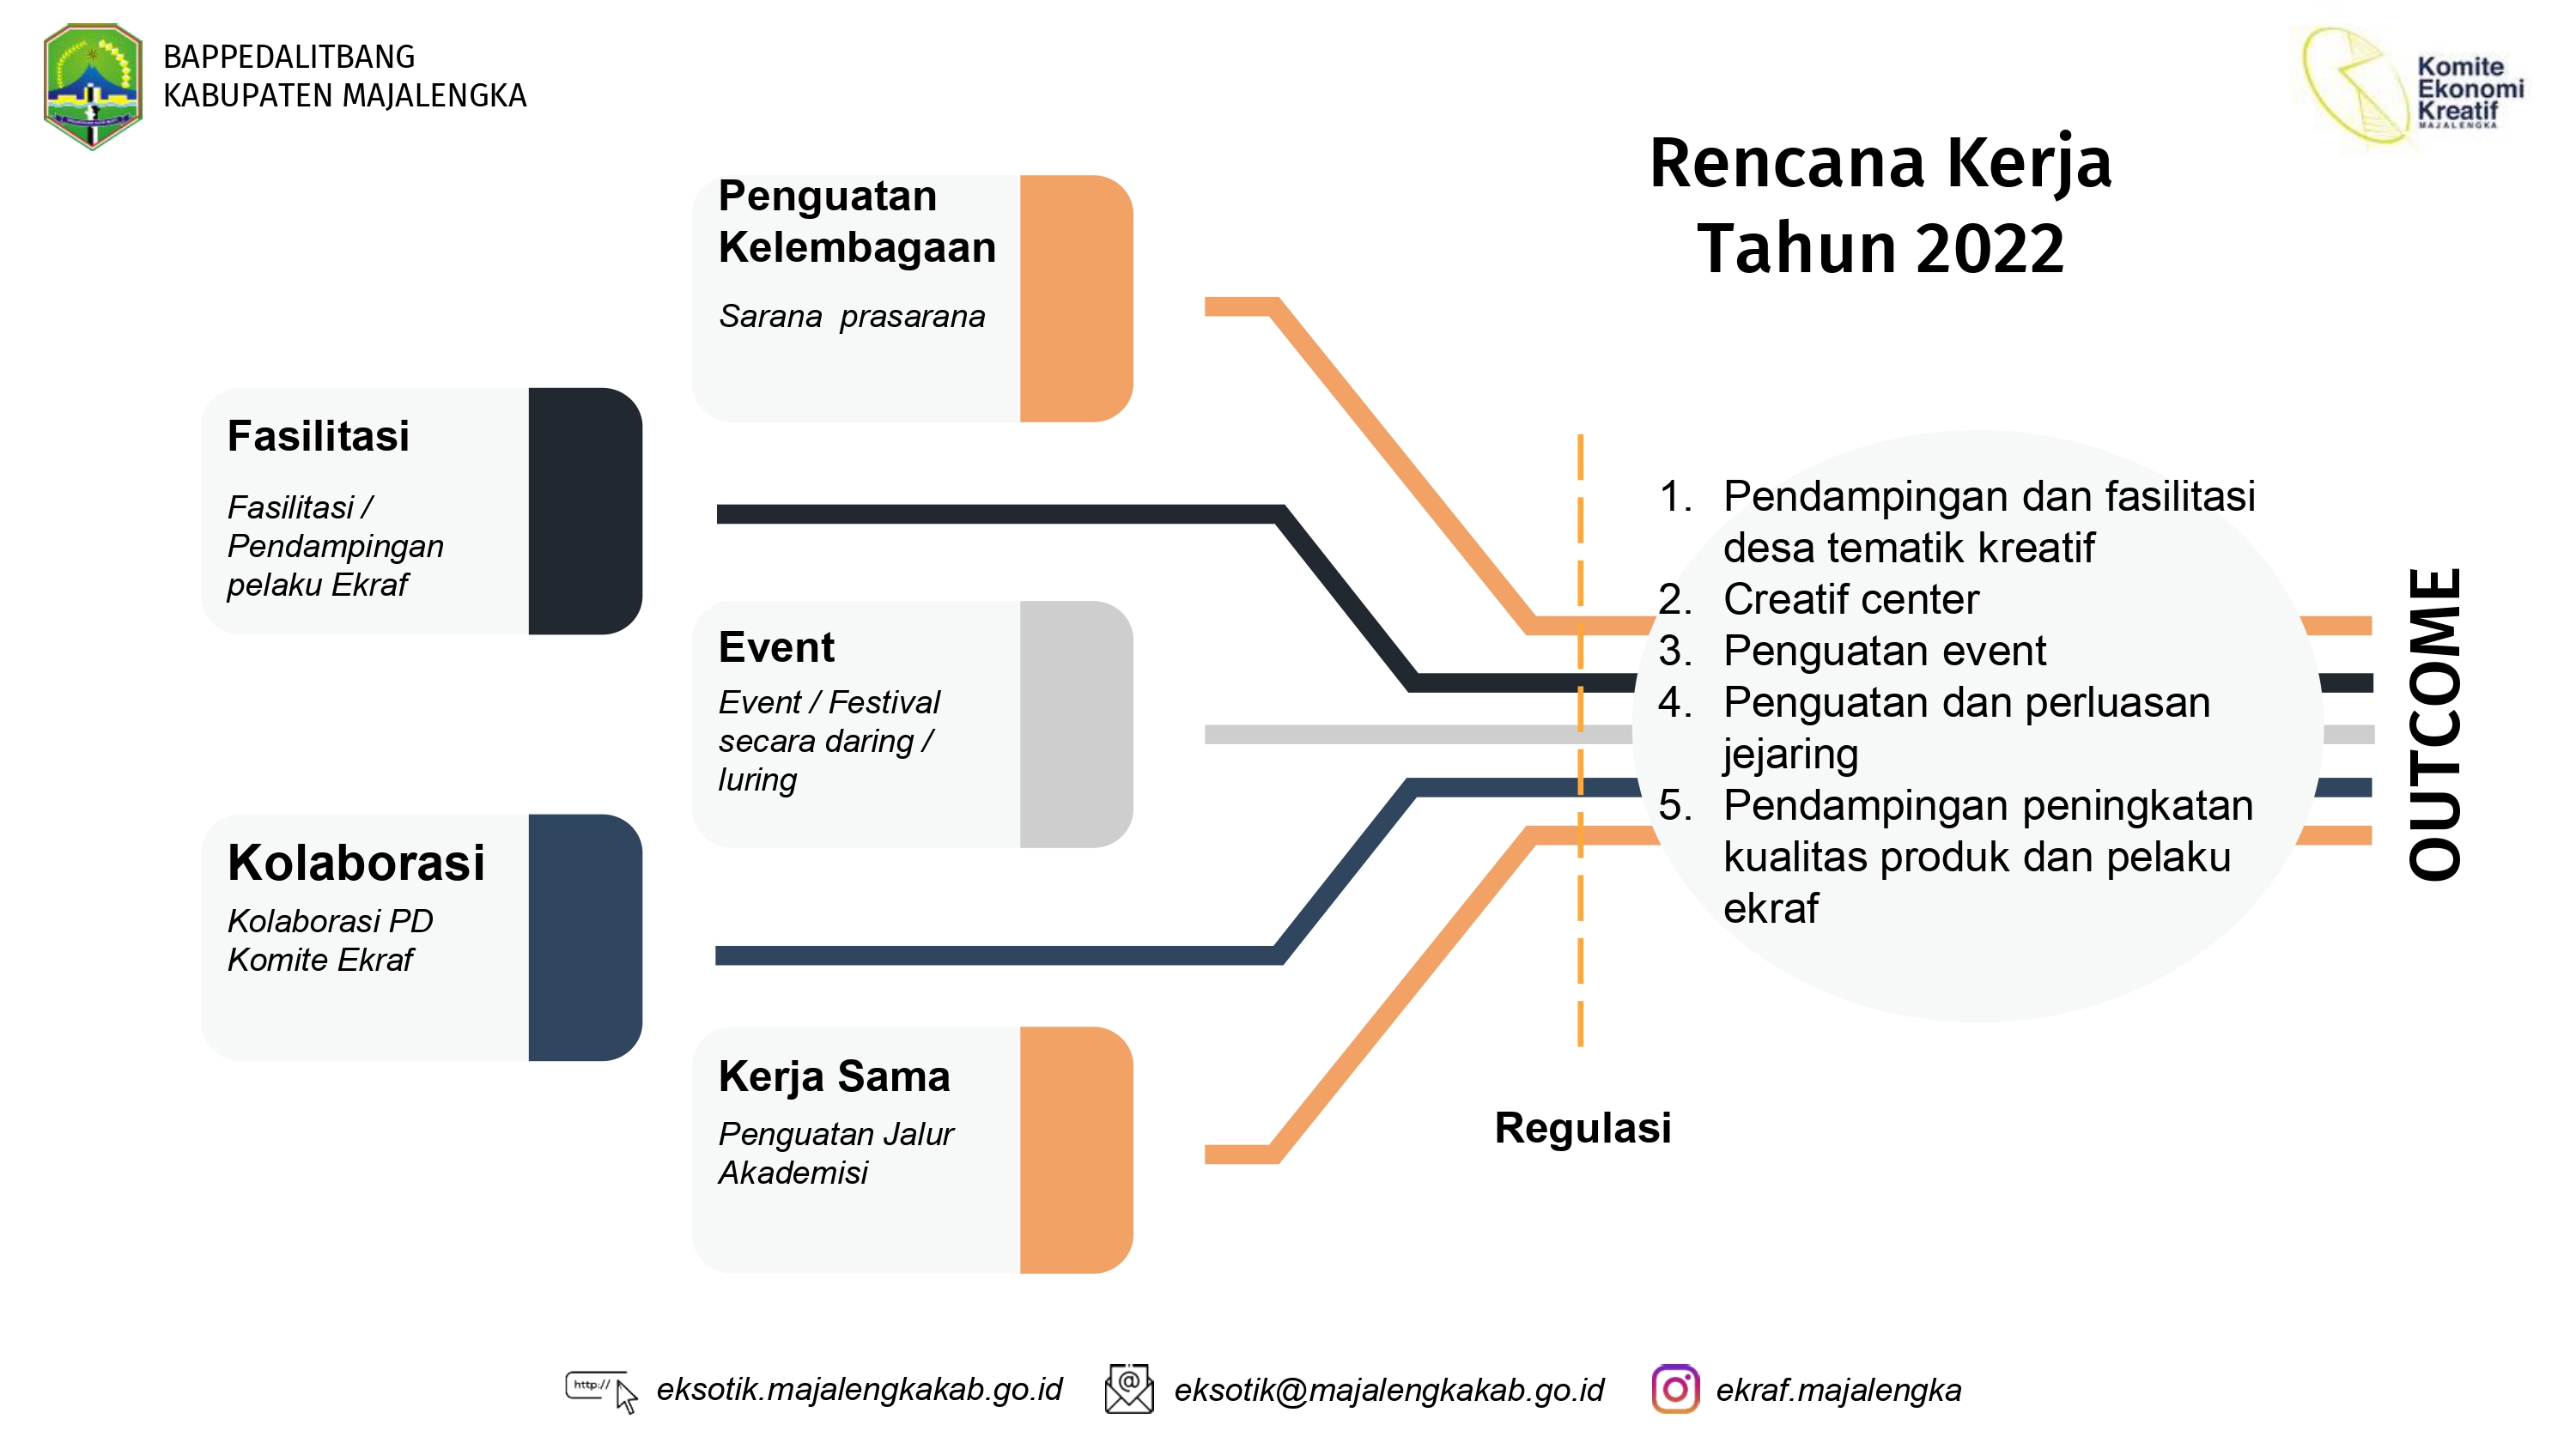 BAPPEDALITBANG
KABUPATEN MAJALENGKA
Komite
Ekonomi
Kreatif
MAJALENGKA
Rencana Kerja
Tahun 2022
Penguatan
Kelembagaan
Sarana prasarana
Fasilitasi
Fasilitasi /
Pendampingan
pelaku Ekraf
Event
Event / Festival
secara daring /
luring
Kolaborasi
Kolaborasi PD
Komite Ekraf
Kerja Sama
Penguatan Jalur
Akademisi
Regulasi
1. Pendampingan dan fasilitasi
desa tematik kreatif
2. Creatif center
3. Penguatan event
4. Penguatan dan perluasan
jejaring
5. Pendampingan peningkatan
kualitas produk dan pelaku
ekraf
OUTCOME
http://
eksotik.majalengkakab.go.id
@
eksotik@majalengkakab.go.id
ekraf.majalengka